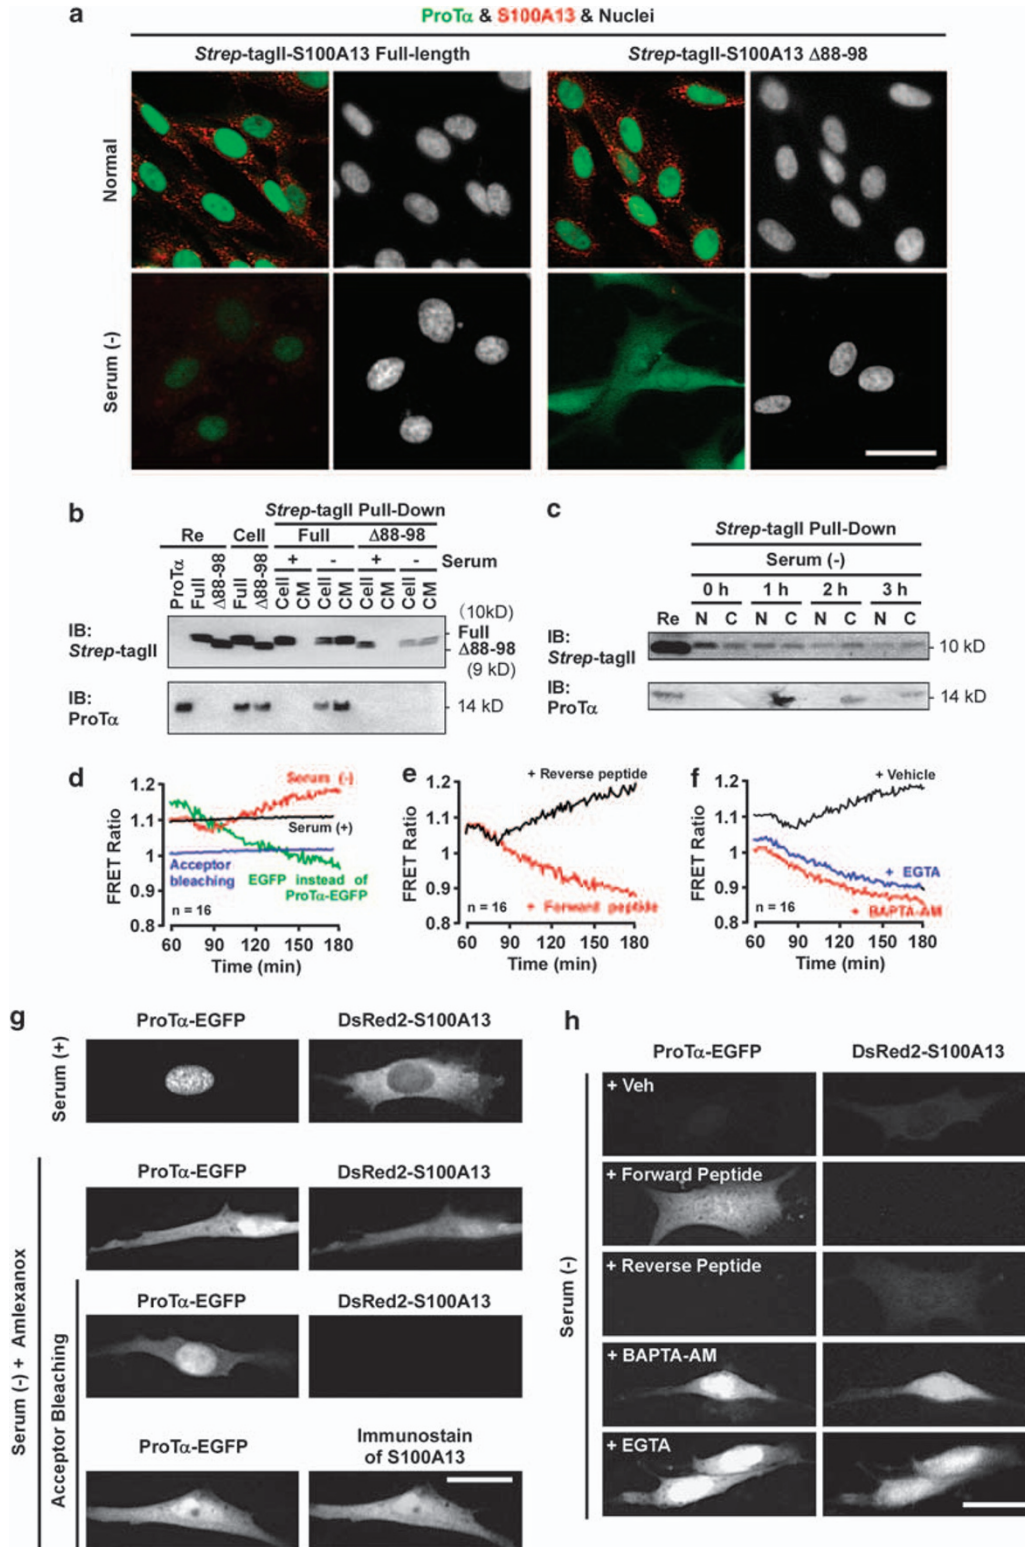 a
ProTα & S100A13 & Nuclei
Strep-tagII-S100A13 Full-length
Strep-tagII-S100A13 Δ88-98
Normal
Serum (-)
b
Strep-tagII Pull-Down
Re Cell Full Δ88-98
+ - + - Serum
ProTα Full Δ88-98 Full Δ88-98 Cell CM Cell CM Cell CM Cell CM
(10kD)
IB: Strep-tagII
Full
Δ88-98
(9 kD)
IB: ProTα
14 kD
c
Strep-tagII Pull-Down
Serum (-)
0 h 1 h 2 h 3 h
Re N C N C N C N C
IB: Strep-tagII
10 kD
IB: ProTα
14 kD
d
FRET Ratio
1.2
1.1
1
0.9
0.8
Serum (-)
Serum (+)
Acceptor bleaching
EGFP instead of ProTα-EGFP
n = 16
60 90 120 150 180
Time (min)
e
FRET Ratio
1.2
1.1
1
0.9
0.8
+ Reverse peptide
+ Forward peptide
n = 16
60 90 120 150 180
Time (min)
f
FRET Ratio
1.2
1.1
1
0.9
0.8
+ Vehicle
+ EGTA
+ BAPTA-AM
n = 16
60 90 120 150 180
Time (min)
g
ProTα-EGFP DsRed2-S100A13
Serum (+)
Serum (-) + Amlexanox
ProTα-EGFP DsRed2-S100A13
Acceptor Bleaching
ProTα-EGFP DsRed2-S100A13
ProTα-EGFP
Immunostain
of S100A13
h
ProTα-EGFP DsRed2-S100A13
Serum (-)
+ Veh
+ Forward Peptide
+ Reverse Peptide
+ BAPTA-AM
+ EGTA